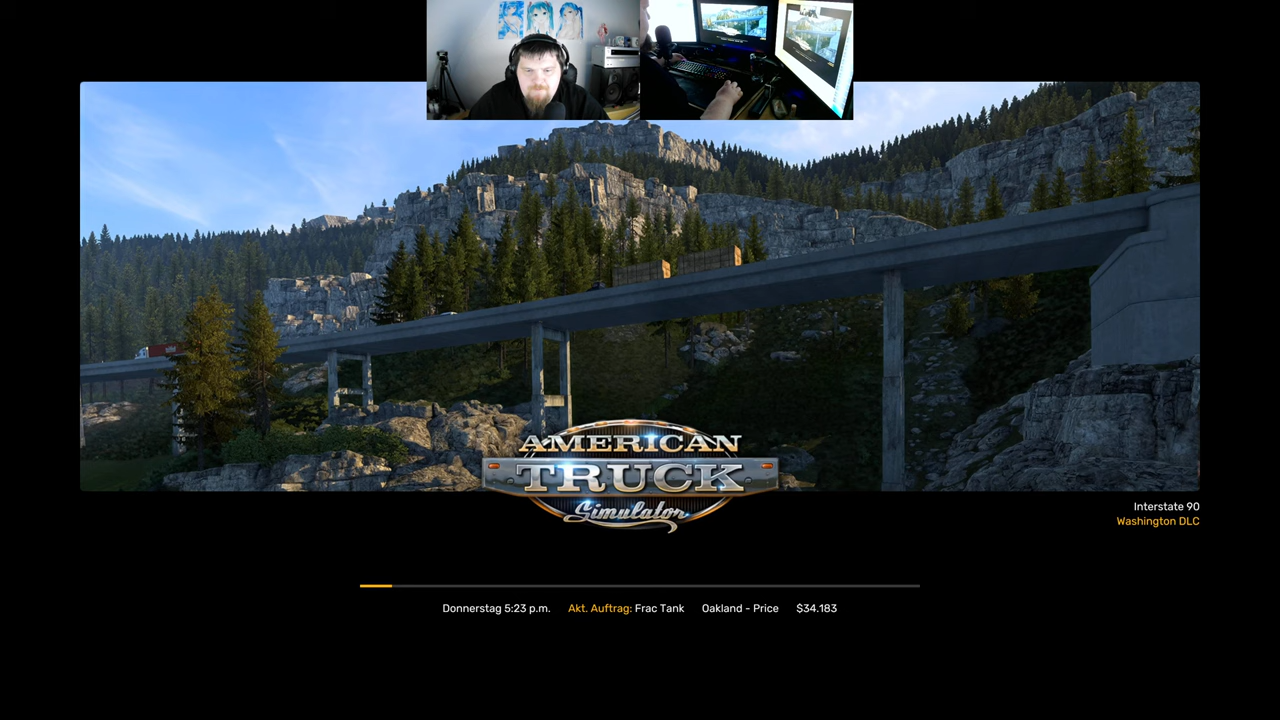 AMERICAN
TRUCK
Simulator
Interstate 90
Washington DLC
Donnerstag 5:23 p.m. Akt. Auftrag: Frac Tank Oakland - Price $34.183